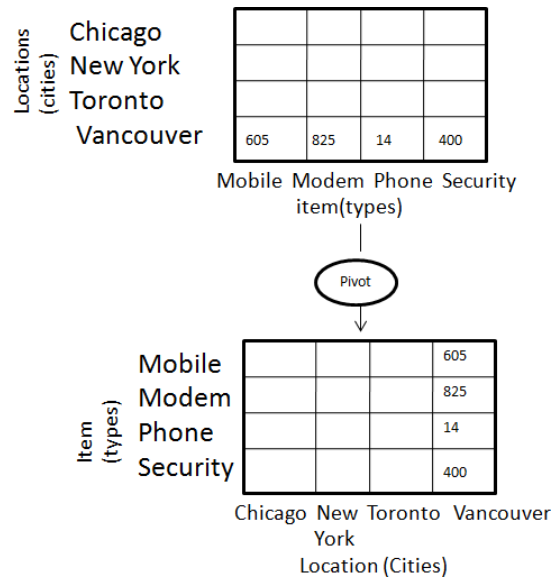 Locations
(cities)
Chicago
New York
Toronto
Vancouver
605 825 14 400
Mobile Modem Phone Security
item(types)
Pivot
Item
(types)
Mobile 605
Modem 825
Phone 14
Security 400
Chicago New Toronto Vancouver
York
Location (Cities)